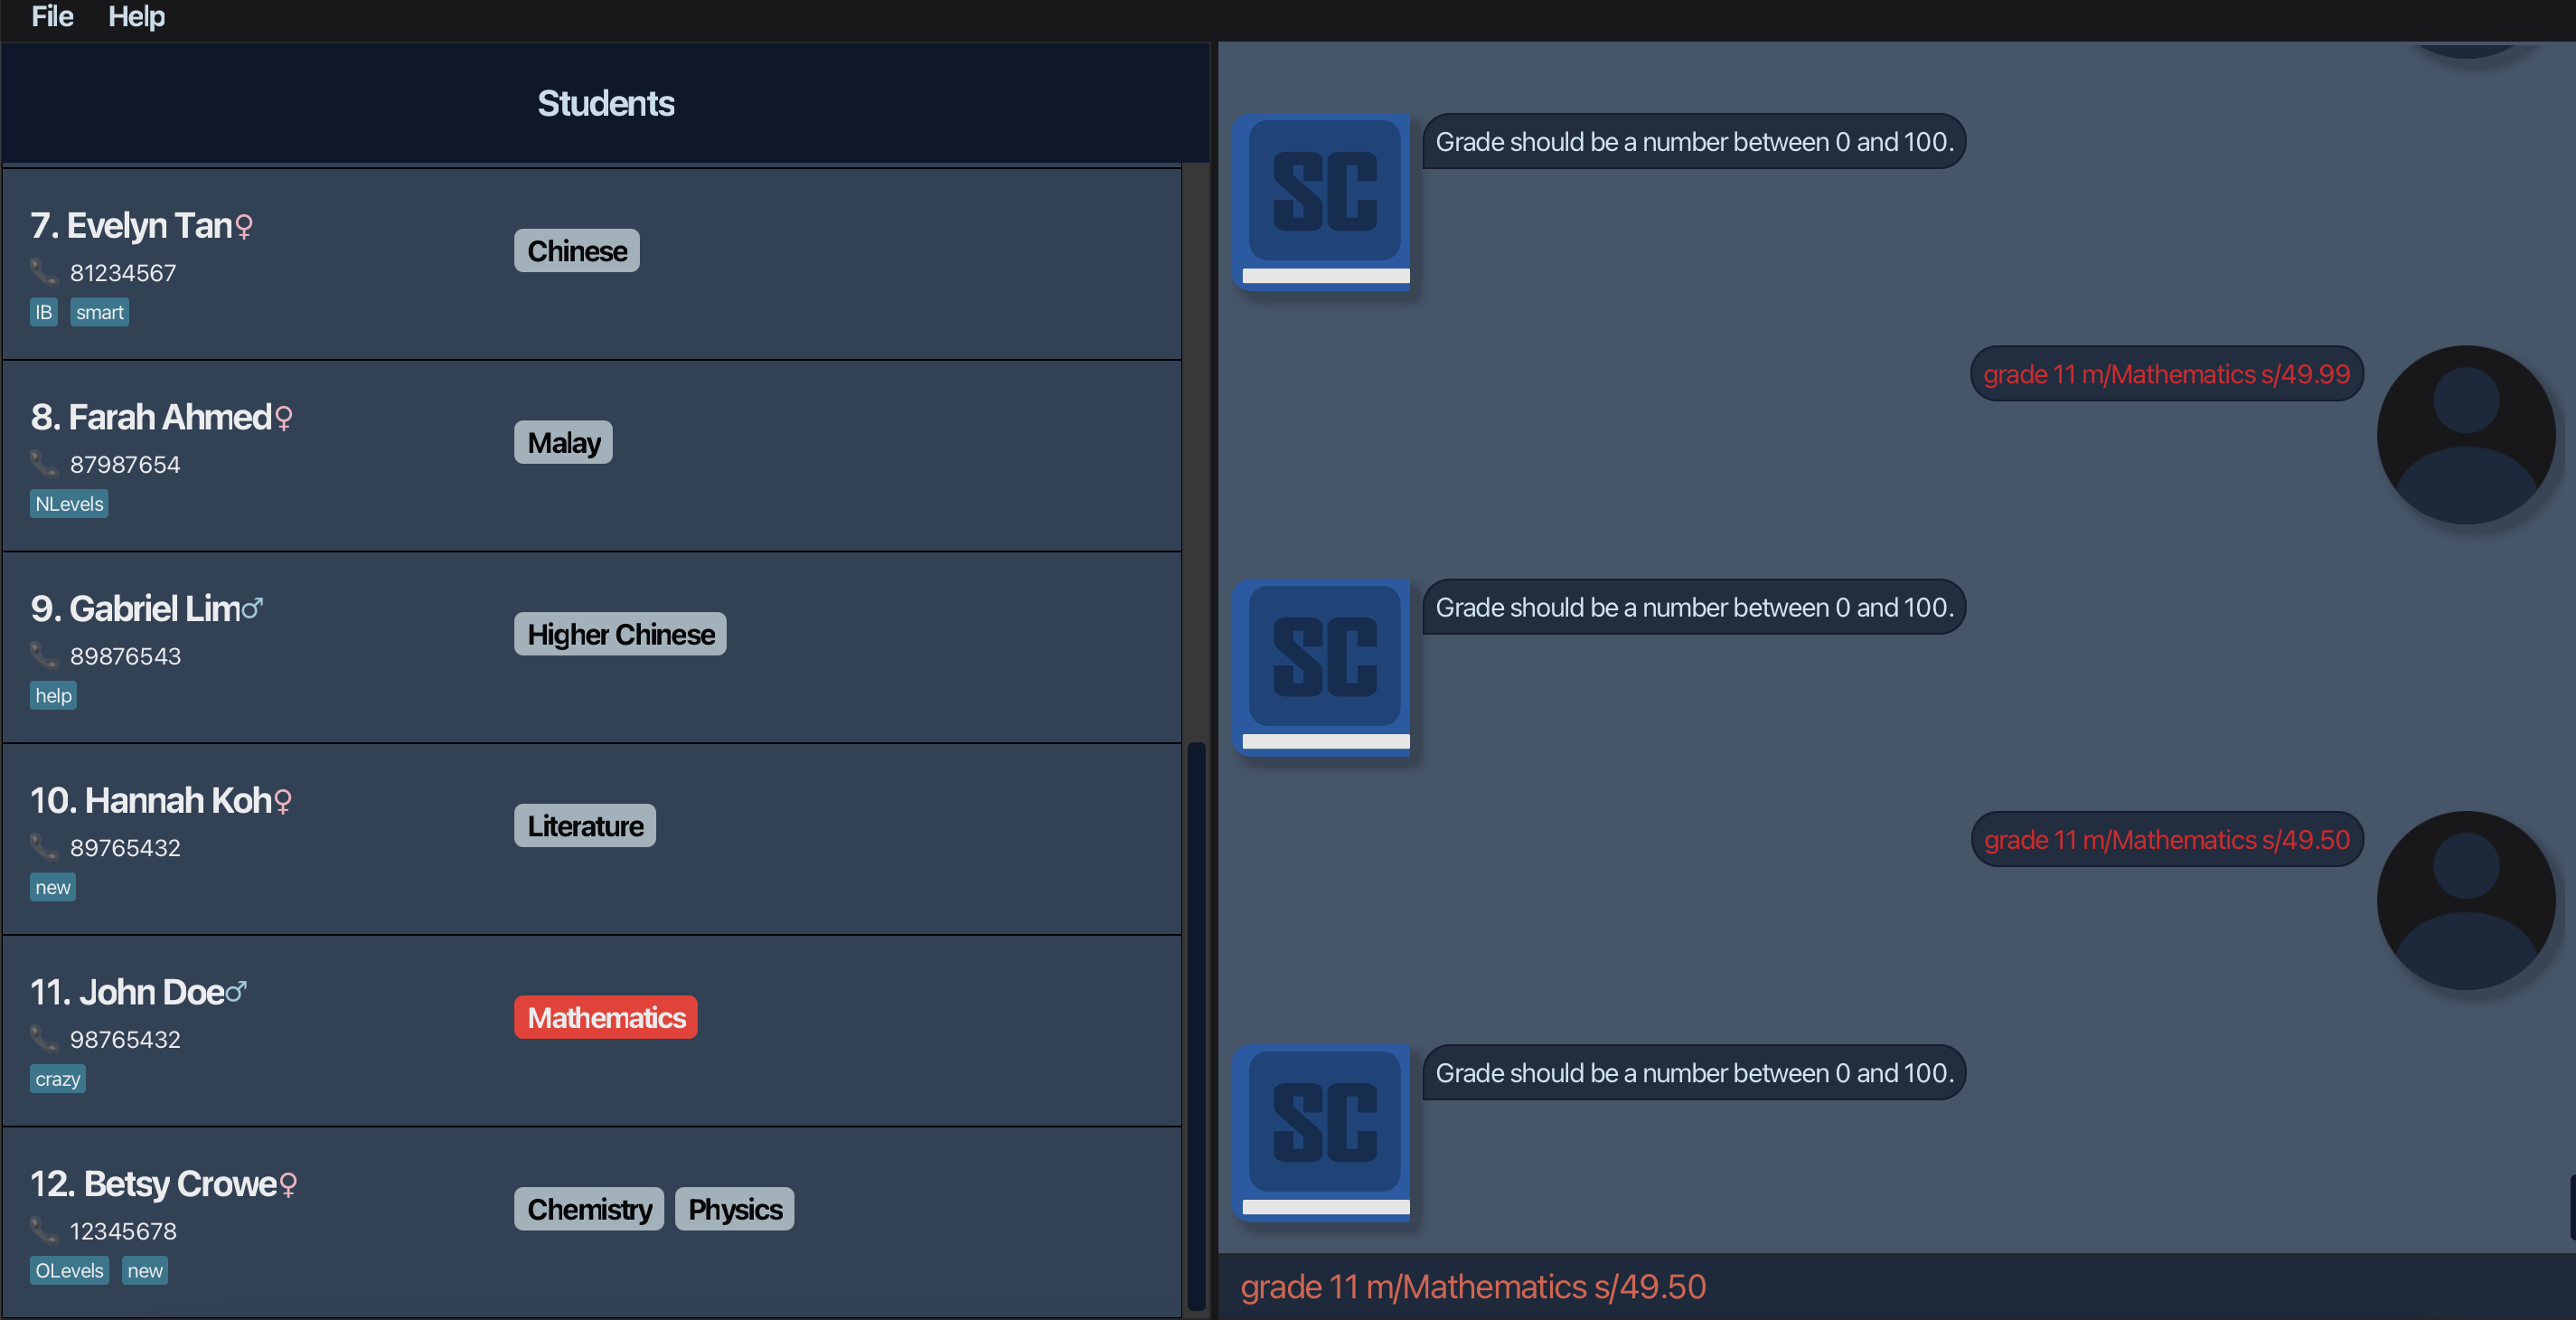 File Help
Students
7. Evelyn Tan♀
81234567
IB smart
Chinese
8. Farah Ahmed♀
87987654
NLevels
Malay
9. Gabriel Lim♂
89876543
help
Higher Chinese
10. Hannah Koh♀
89765432
new
Literature
11. John Doe♂
98765432
crazy
Mathematics
12. Betsy Crowe♀
12345678
OLevels new
Chemistry Physics
SC
Grade should be a number between 0 and 100.
grade 11 m/Mathematics s/49.99
SC
Grade should be a number between 0 and 100.
grade 11 m/Mathematics s/49.50
SC
Grade should be a number between 0 and 100.
grade 11 m/Mathematics s/49.50